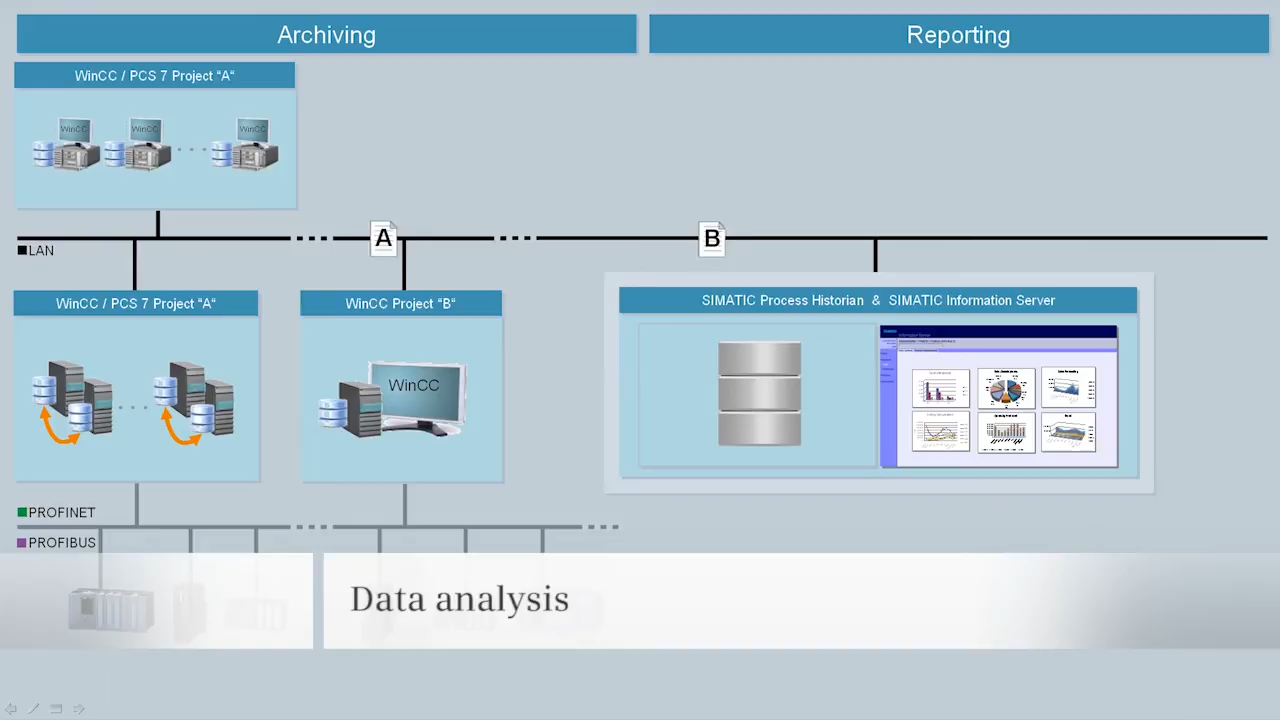 Archiving
Reporting
WinCC / PCS 7 Project “A“
WinCC
WinCC
WinCC
LAN
A
B
WinCC / PCS 7 Project “A“
WinCC Project “B“
SIMATIC Process Historian & SIMATIC Information Server
WinCC
PROFINET
PROFIBUS
Data analysis